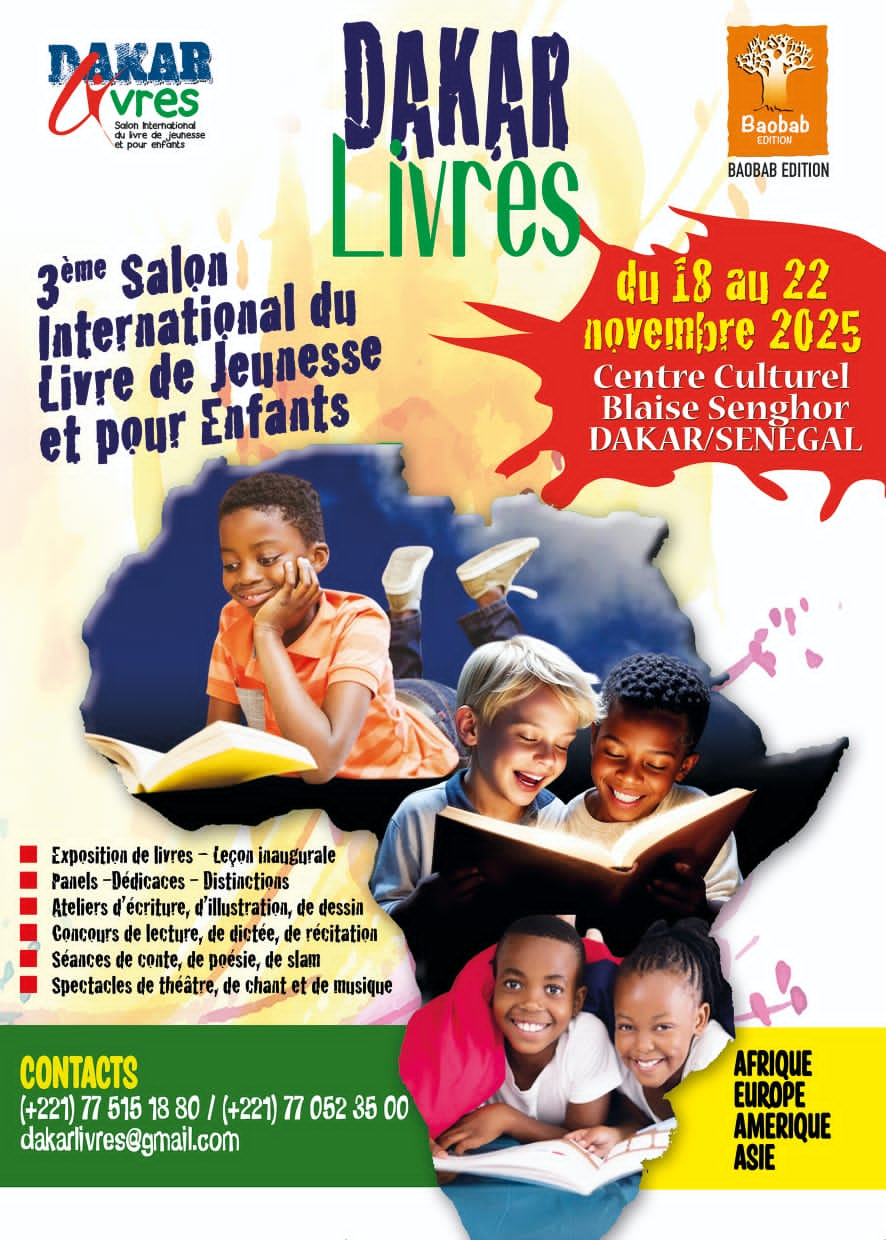 DAKAR
Livres
Salon International
du livre de jeunesse
et pour enfants
DAKAR
Livres
Baobab
EDITION
BAOBAB EDITION
3ème Salon
International du
Livre de Jeunesse
et pour Enfants
du 18 au 22
novembre 2025
Centre Culturel
Blaise Senghor
DAKAR/SENEGAL
Exposition de livres – Leçon inaugurale
Panels –Dédicaces – Distinctions
Ateliers d'écriture, d'illustration, de dessin
Concours de lecture, de dictée, de récitation
Séances de conte, de poésie, de slam
Spectacles de théâtre, de chant et de musique
CONTACTS
(+221) 77 515 18 80 / (+221) 77 052 35 00
dakarlivres@gmail.com
AFRIQUE
EUROPE
AMERIQUE
ASIE